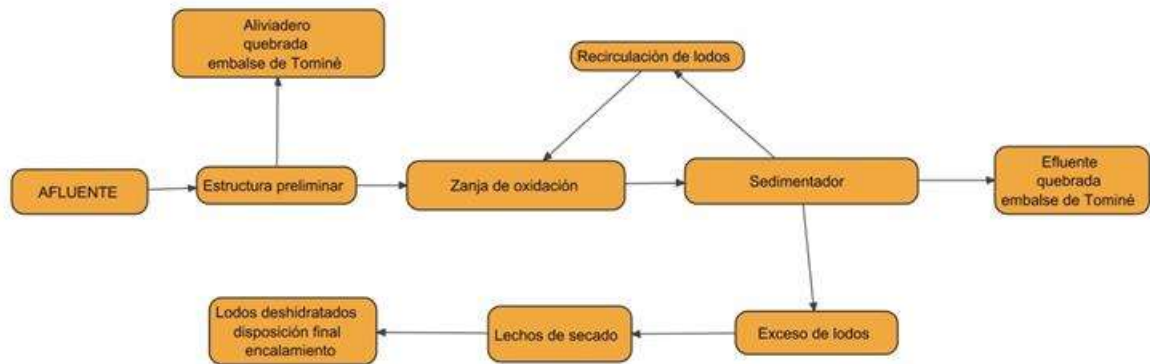 Aliviadero
quebrada
embalse de Tominé
Recirculación de lodos
AFLUENTE
Estructura preliminar
Zanja de oxidación
Sedimentador
Efluente
quebrada
embalse de Tominé
Lodos deshidratados
disposición final
encalamiento
Lechos de secado
Exceso de lodos